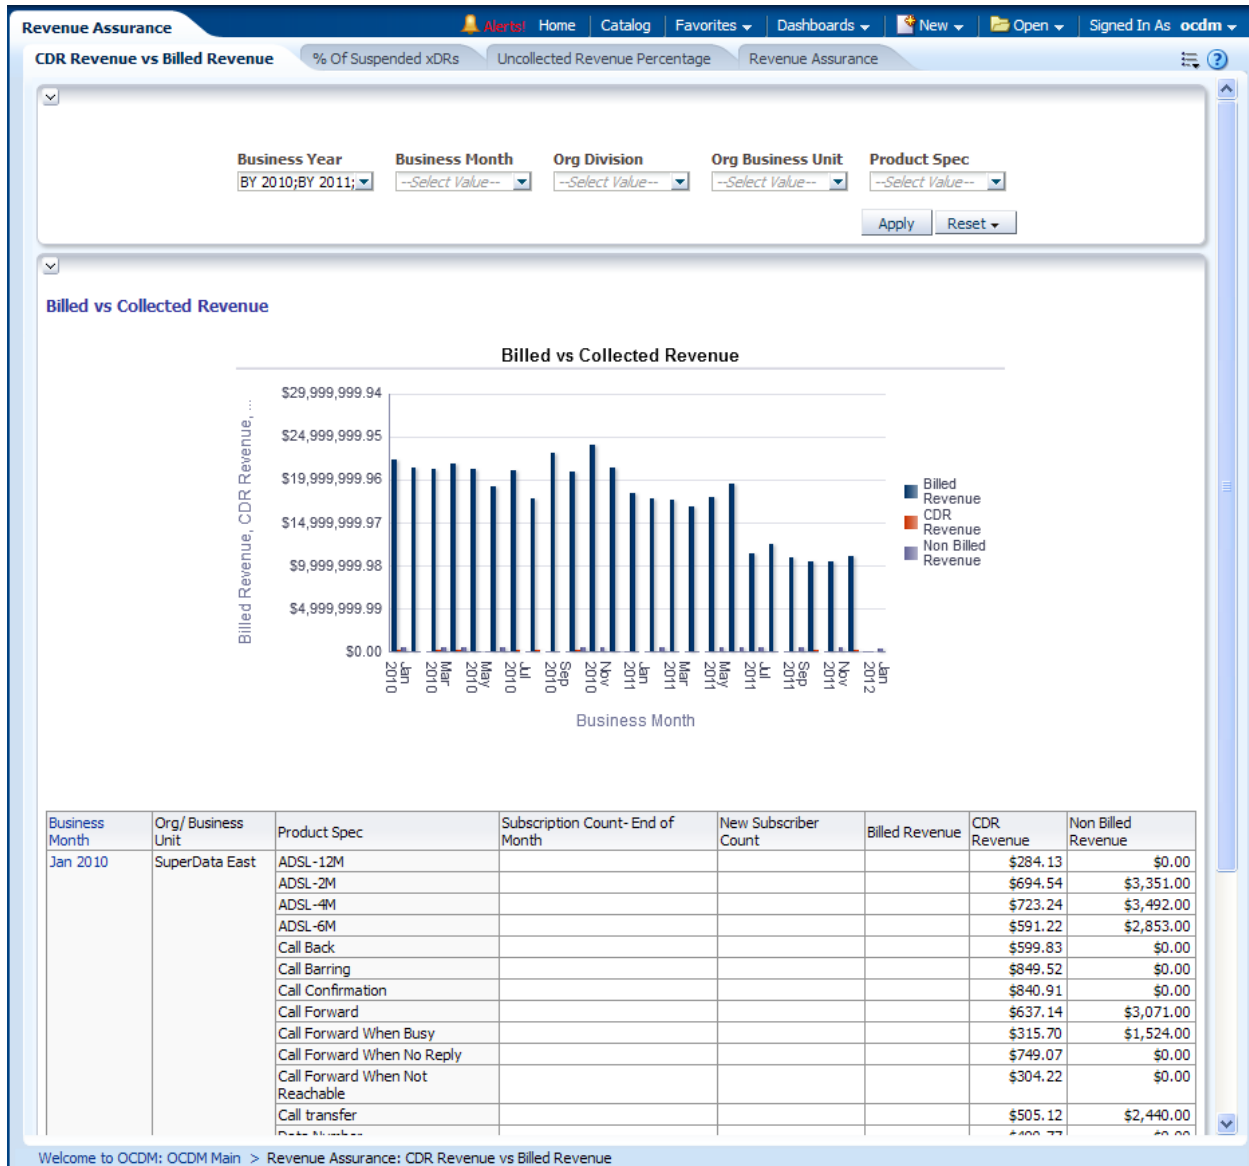 Revenue Assurance
Alerts! Home Catalog Favorites Dashboards New Open Signed In As ocdm
CDR Revenue vs Billed Revenue % Of Suspended xDRs Uncollected Revenue Percentage Revenue Assurance
Business Year Business Month Org Division Org Business Unit Product Spec
BY 2010;BY 2011; --Select Value-- --Select Value-- --Select Value-- --Select Value--
Apply Reset
Billed vs Collected Revenue
Billed vs Collected Revenue
Billed Revenue, CDR Revenue, ...
$29,999,999.94
$24,999,999.95
$19,999,999.96
$14,999,999.97
$9,999,999.98
$4,999,999.99
$0.00
Jan 2010
Mar 2010
May 2010
Jul 2010
Sep 2010
Nov 2010
Jan 2011
Mar 2011
May 2011
Jul 2011
Sep 2011
Nov 2011
Jan 2012
Business Month
Billed Revenue
CDR Revenue
Non Billed Revenue
Business Month Org/ Business Unit Product Spec Subscription Count- End of Month New Subscriber Count Billed Revenue CDR Revenue Non Billed Revenue
Jan 2010 SuperData East ADSL-12M $284.13 $0.00
ADSL-2M $694.54 $3,351.00
ADSL-4M $723.24 $3,492.00
ADSL-6M $591.22 $2,853.00
Call Back $599.83 $0.00
Call Barring $849.52 $0.00
Call Confirmation $840.91 $0.00
Call Forward $637.14 $3,071.00
Call Forward When Busy $315.70 $1,524.00
Call Forward When No Reply $749.07 $0.00
Call Forward When Not Reachable $304.22 $0.00
Call transfer $505.12 $2,440.00
Welcome to OCDM: OCDM Main > Revenue Assurance: CDR Revenue vs Billed Revenue